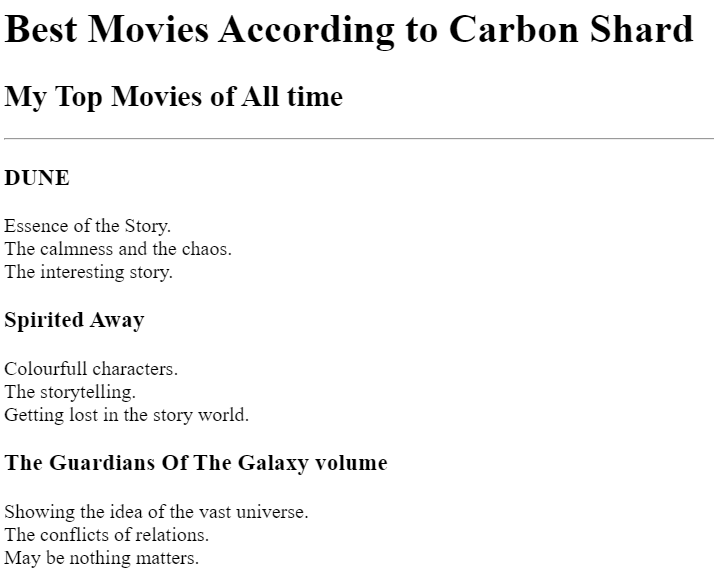 Best Movies According to Carbon Shard
My Top Movies of All time
DUNE
Essence of the Story.
The calmness and the chaos.
The interesting story.
Spirited Away
Colourfull characters.
The storytelling.
Getting lost in the story world.
The Guardians Of The Galaxy volume
Showing the idea of the vast universe.
The conflicts of relations.
May be nothing matters.